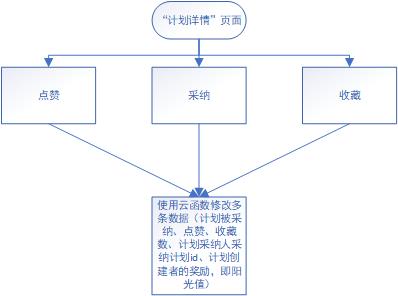 “计划详情”页面
点赞
采纳
收藏
使用云函数修改多
条数据（计划被采
纳、点赞、收藏
数、计划采纳人采
纳计划id、计划创
建者的奖励，即阳
光值）